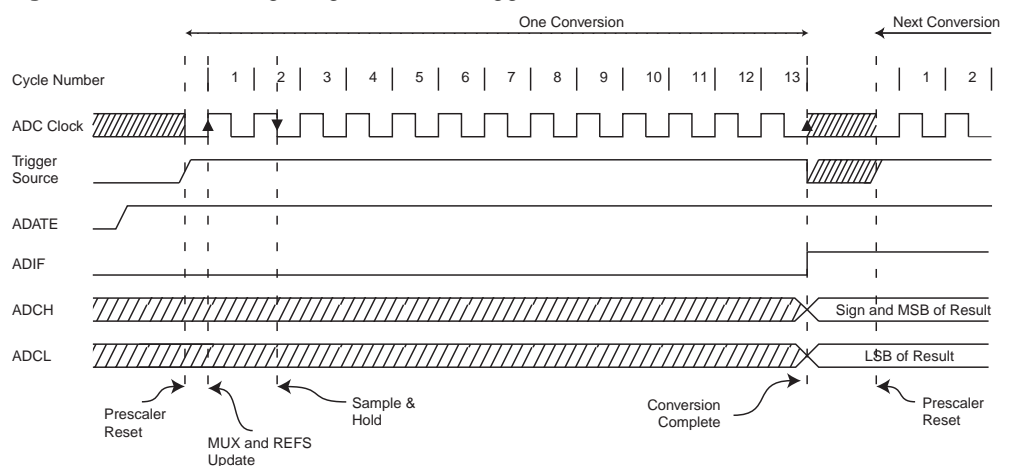 One Conversion
Next Conversion
Cycle Number
1 2 3 4 5 6 7 8 9 10 11 12 13 1 2
ADC Clock
Trigger
Source
ADATE
ADIF
ADCH
Sign and MSB of Result
ADCL
LSB of Result
Prescaler
Reset
MUX and REFS
Update
Sample &
Hold
Conversion
Complete
Prescaler
Reset